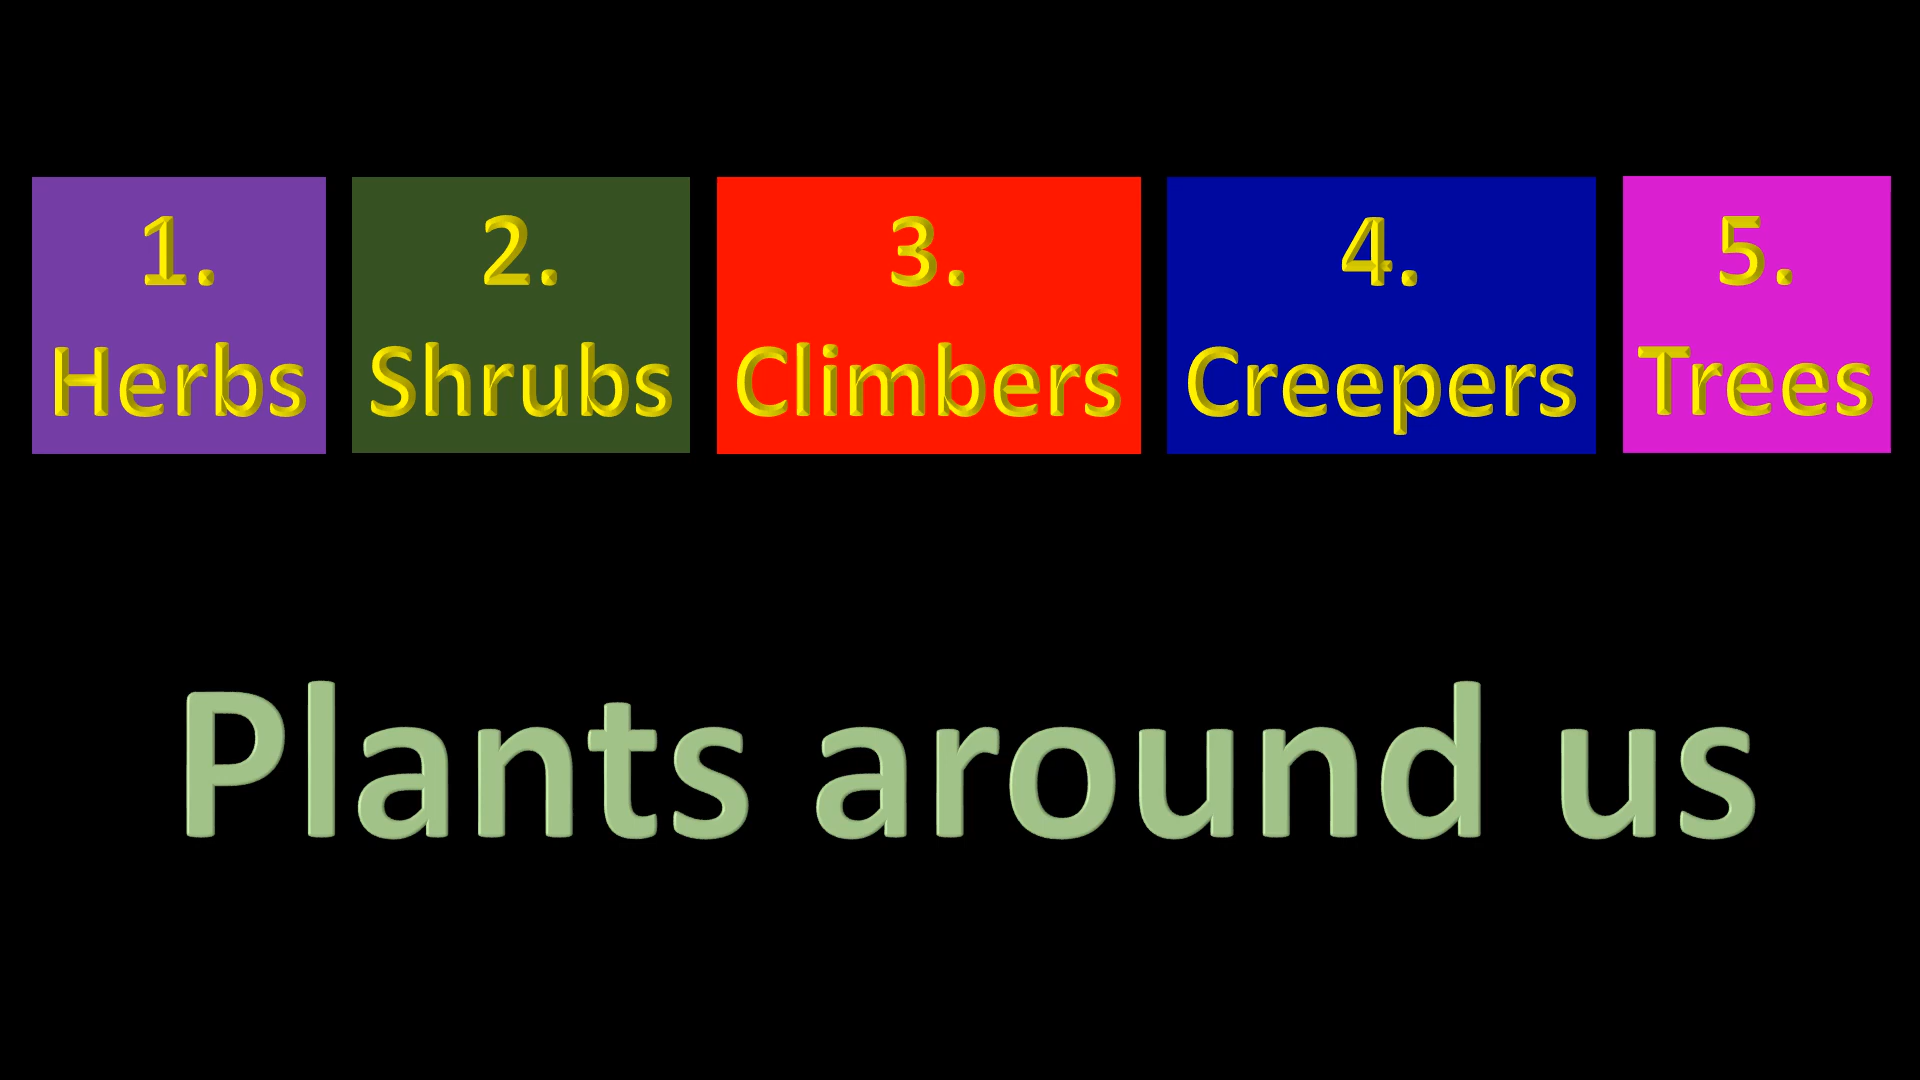 1.
Herbs
2.
Shrubs
3.
Climbers
4.
Creepers
5.
Trees
Plants around us